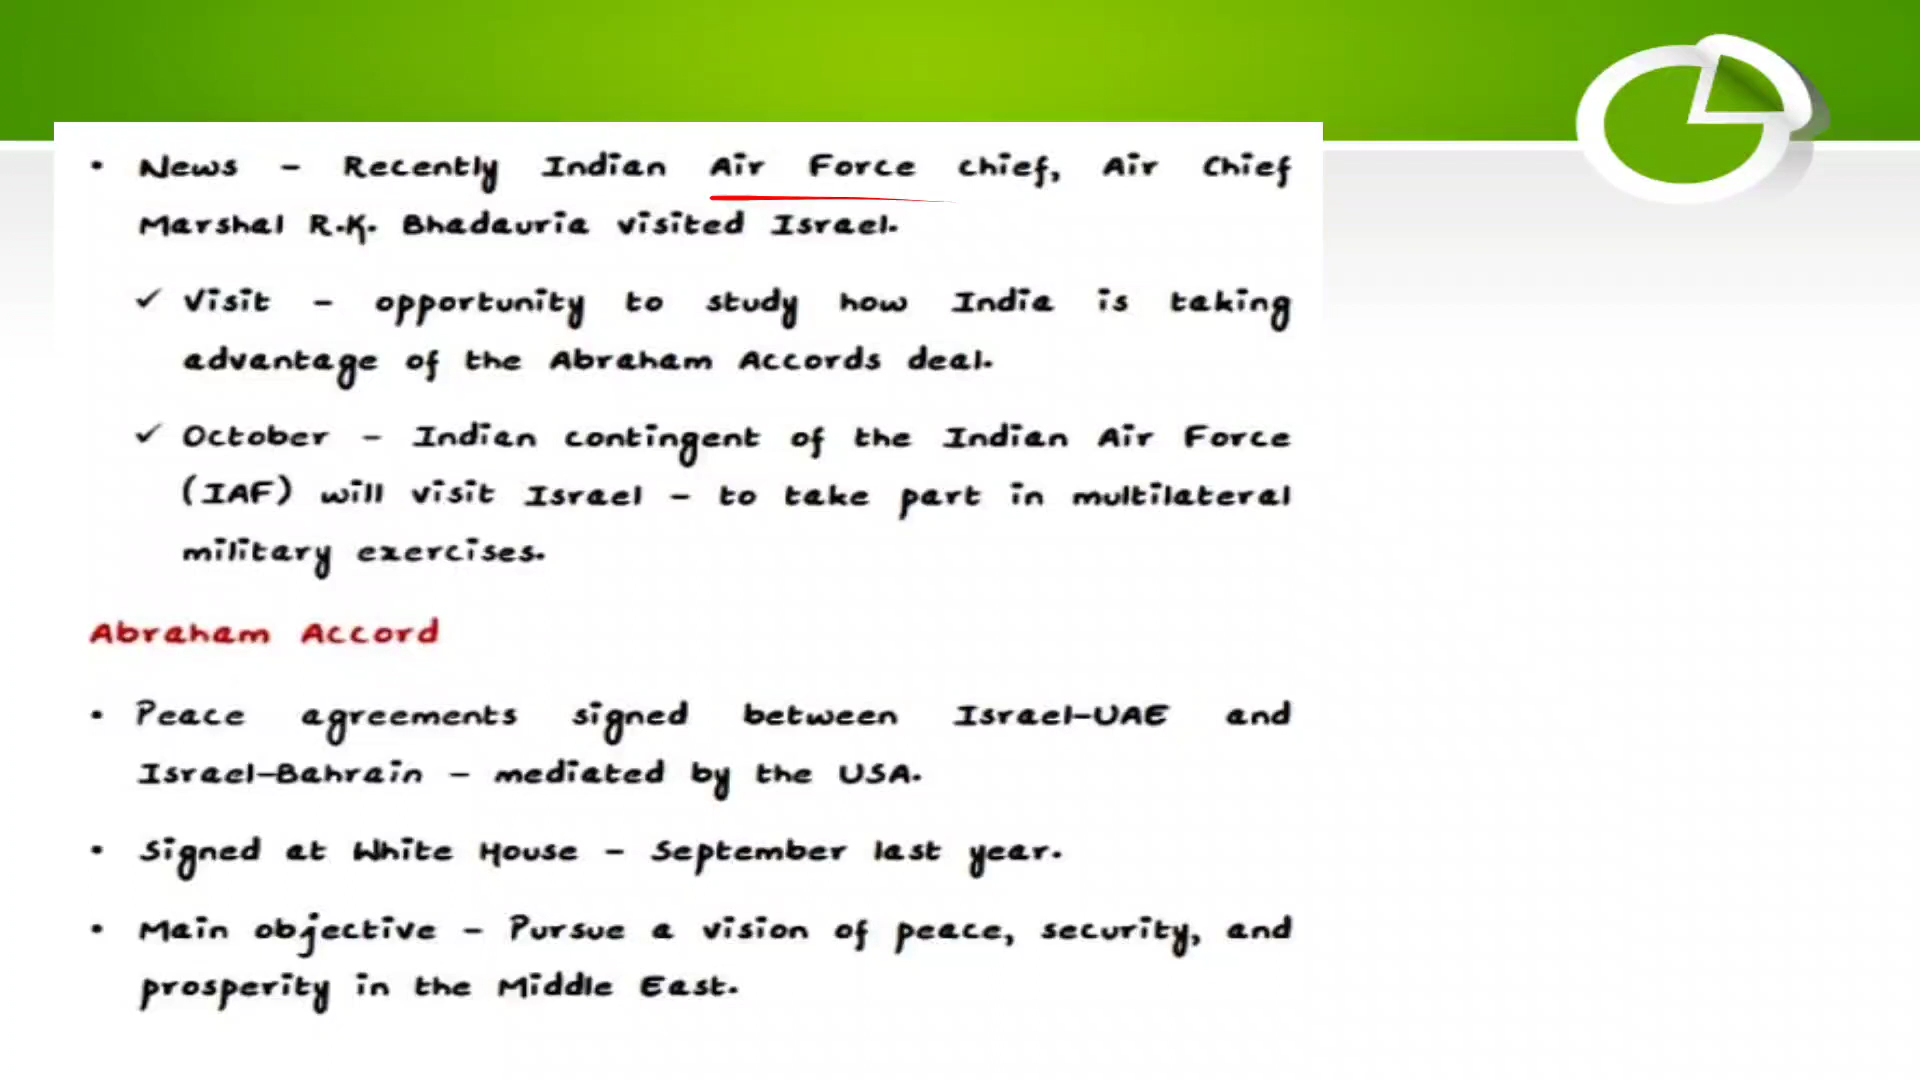 • News – Recently Indian Air Force chief, Air Chief
Marshal R.K. Bhadauria visited Israel.
✓ Visit – opportunity to study how India is taking
advantage of the Abraham Accords deal.
✓ October – Indian contingent of the Indian Air Force
(IAF) will visit Israel – to take part in multilateral
military exercises.
Abraham Accord
• Peace agreements signed between Israel-UAE and
Israel-Bahrain – mediated by the USA.
• Signed at White House – September last year.
• Main objective – Pursue a vision of peace, security, and
prosperity in the Middle East.